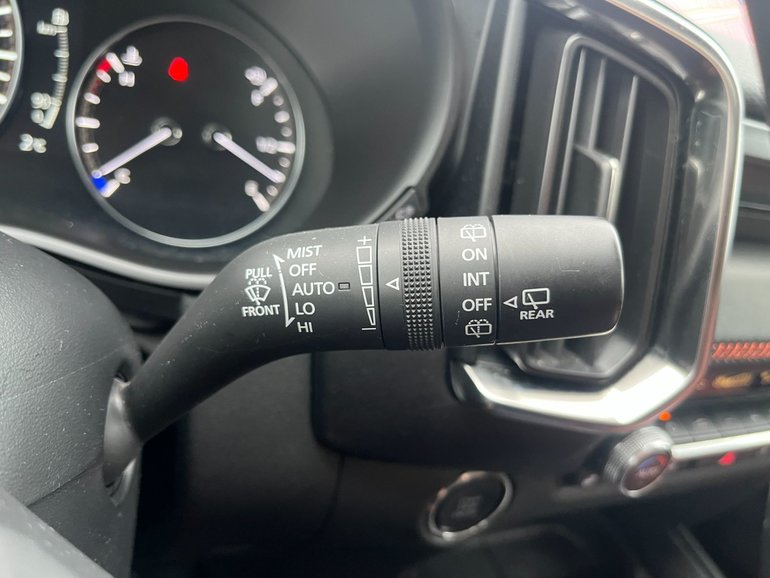 MIST
OFF
AUTO
LO
HI
PULL
FRONT
ON
INT
OFF
REAR